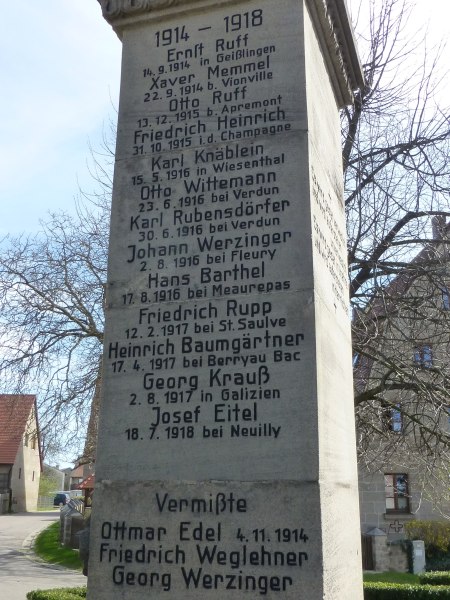 1914 – 1918
Ernst Ruff
14.9.1914 in Geißlingen
Xaver Memmel
22.9.1914 b. Vionville
Otto Ruff
13.12.1915 b. Apremont
Friedrich Heinrich
31.10.1915 i.d. Champagne
Karl Knäblein
15.5.1916 in Wiesenthal
Otto Wittemann
23.6.1916 bei Verdun
Karl Rubensdörfer
30.6.1916 bei Verdun
Johann Werzinger
2.8.1916 bei Fleury
Hans Barthel
17.8.1916 bei Meaurepas
Friedrich Rupp
12.2.1917 bei St. Saulve
Heinrich Baumgärtner
17.4.1917 bei Berryau Bac
Georg Krauß
2.8.1917 in Galizien
Josef Eitel
18.7.1918 bei Neuilly
Vermißte
Ottmar Edel 4.11.1914
Friedrich Weglehner
Georg Werzinger